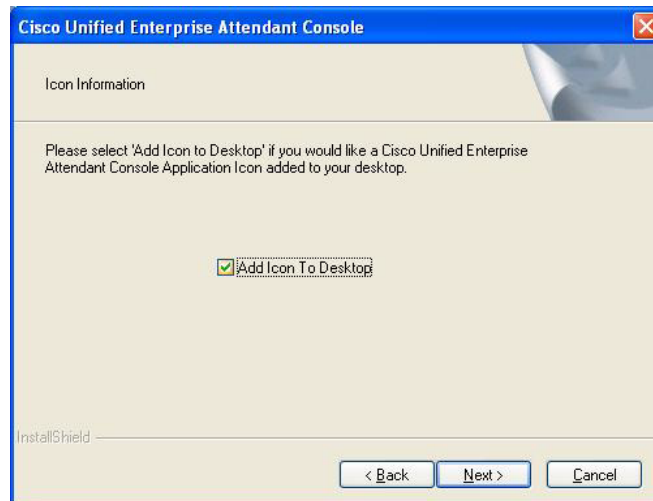 Cisco Unified Enterprise Attendant Console
Icon Information
Please select 'Add Icon to Desktop' if you would like a Cisco Unified Enterprise
Attendant Console Application Icon added to your desktop.
Add Icon To Desktop
InstallShield
< Back
Next >
Cancel